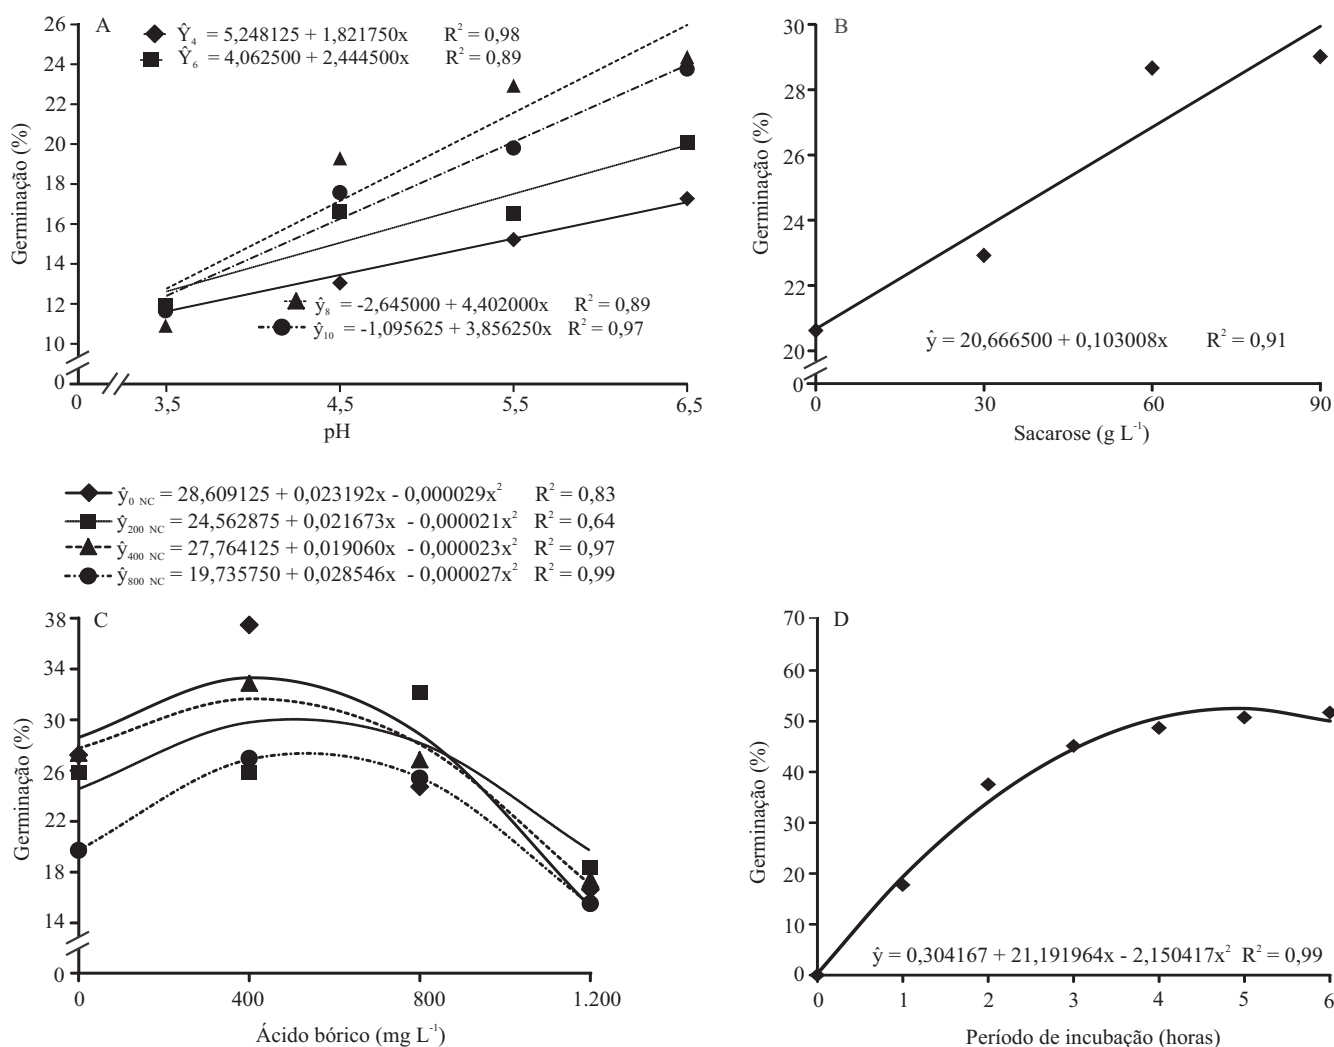 A
Ŷ₄ = 5,248125 + 1,821750x R² = 0,98
Ŷ₆ = 4,062500 + 2,444500x R² = 0,89
26
24
22
20
18
16
14
12
10
0
Germinação (%)
ŷ₈ = -2,645000 + 4,402000x R² = 0,89
ŷ₁₀ = -1,095625 + 3,856250x R² = 0,97
0 3,5 4,5 5,5 6,5
pH
B
30
28
26
24
22
20
0
Germinação (%)
ŷ = 20,666500 + 0,103008x R² = 0,91
0 30 60 90
Sacarose (g L⁻¹)
ŷ₀ NC = 28,609125 + 0,023192x - 0,000029x² R² = 0,83
ŷ₂₀₀ NC = 24,562875 + 0,021673x - 0,000021x² R² = 0,64
ŷ₄₀₀ NC = 27,764125 + 0,019060x - 0,000023x² R² = 0,97
ŷ₈₀₀ NC = 19,735750 + 0,028546x - 0,000027x² R² = 0,99
C
38
34
30
26
22
18
14
0
Germinação (%)
0 400 800 1.200
Ácido bórico (mg L⁻¹)
D
70
60
50
40
30
20
10
0
Germinação (%)
ŷ = 0,304167 + 21,191964x - 2,150417x² R² = 0,99
0 1 2 3 4 5 6
Período de incubação (horas)